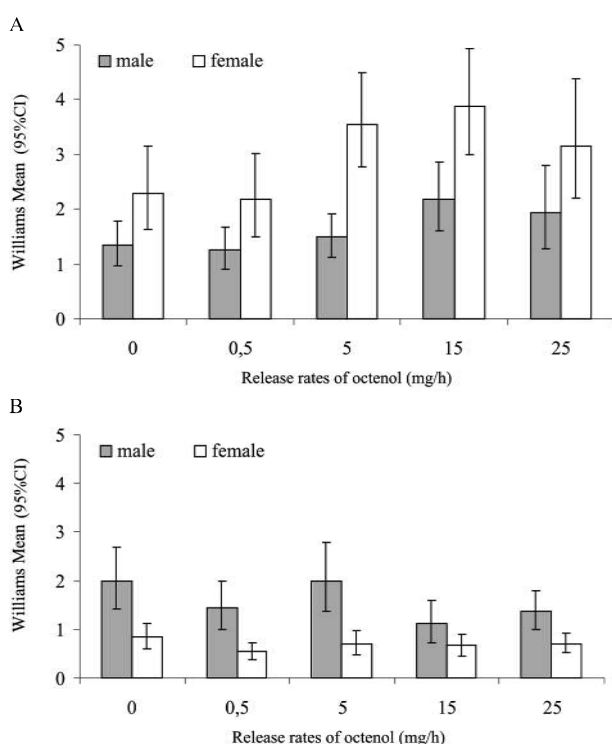 A
5
male female
4
3
2
1
0
Williams Mean (95%CI)
0 0,5 5 15 25
Release rates of octenol (mg/h)
B
5
male female
4
3
2
1
0
Williams Mean (95%CI)
0 0,5 5 15 25
Release rates of octenol (mg/h)